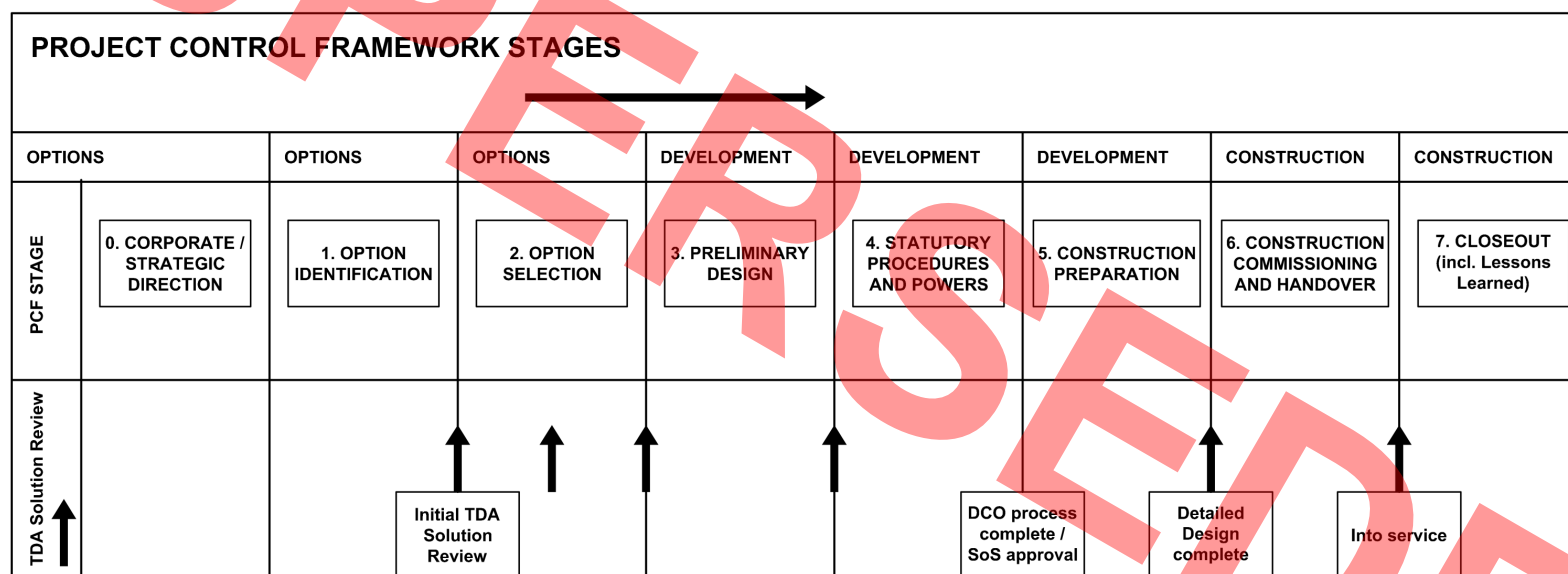 PROJECT CONTROL FRAMEWORK STAGES
OPTIONS
OPTIONS
OPTIONS
DEVELOPMENT
DEVELOPMENT
DEVELOPMENT
CONSTRUCTION
CONSTRUCTION
PCF STAGE
0. CORPORATE /
STRATEGIC
DIRECTION
1. OPTION
IDENTIFICATION
2. OPTION
SELECTION
3. PRELIMINARY
DESIGN
4. STATUTORY
PROCEDURES
AND POWERS
5. CONSTRUCTION
PREPARATION
6. CONSTRUCTION
COMMISSIONING
AND HANDOVER
7. CLOSEOUT
(incl. Lessons
Learned)
TDA Solution Review
Initial TDA
Solution
Review
DCO process
complete /
SoS approval
Detailed
Design
complete
Into service